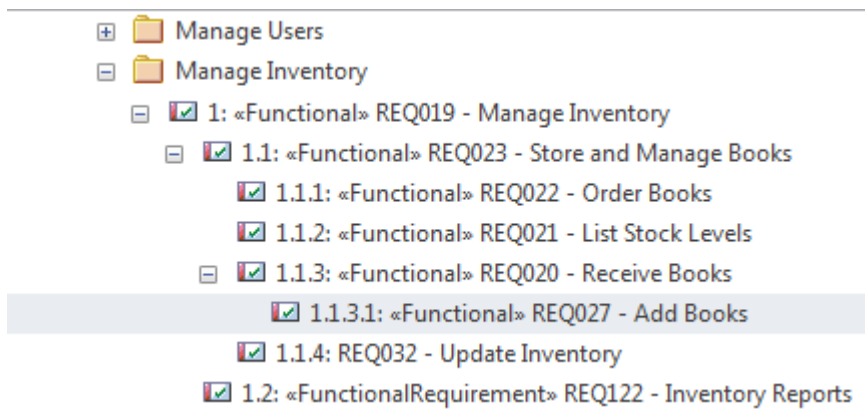 Manage Users
Manage Inventory
1: «Functional» REQ019 - Manage Inventory
1.1: «Functional» REQ023 - Store and Manage Books
1.1.1: «Functional» REQ022 - Order Books
1.1.2: «Functional» REQ021 - List Stock Levels
1.1.3: «Functional» REQ020 - Receive Books
1.1.3.1: «Functional» REQ027 - Add Books
1.1.4: REQ032 - Update Inventory
1.2: «FunctionalRequirement» REQ122 - Inventory Reports